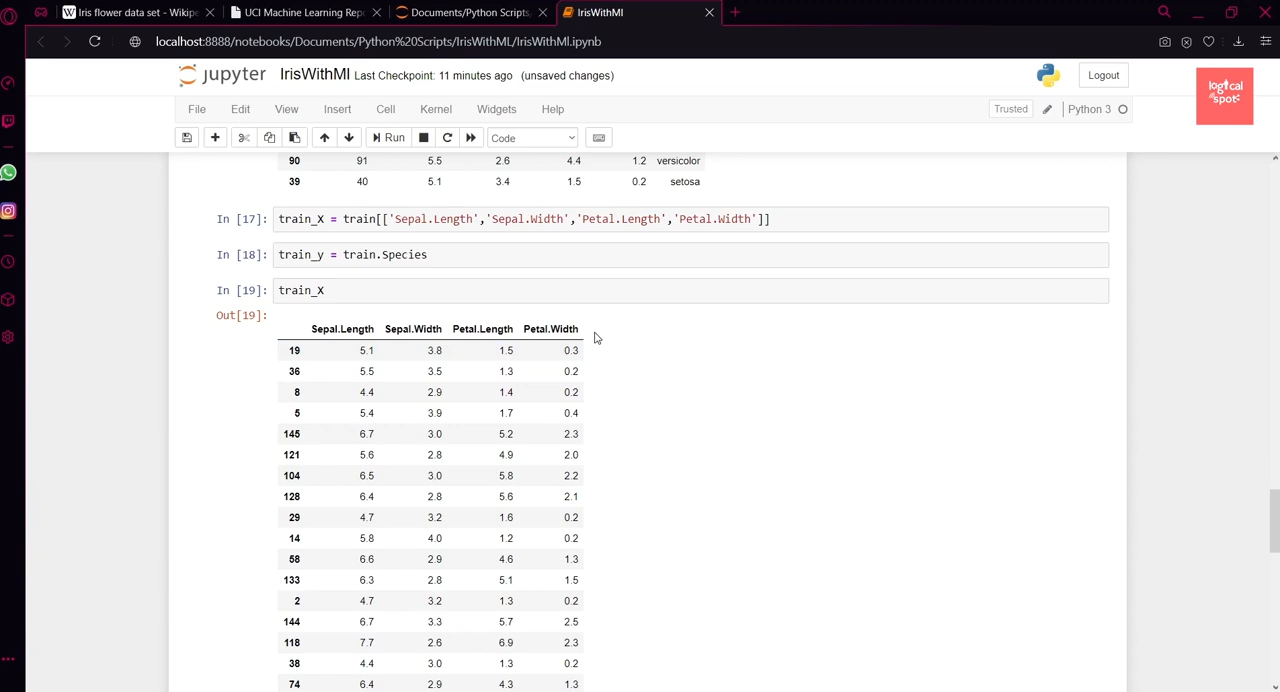 Iris flower data set - Wikipe
UCI Machine Learning Repo
Documents/Python Scripts
IrisWithMl
localhost:8888/notebooks/Documents/Python%20Scripts/IrisWithML/IrisWithMl.ipynb
jupyter IrisWithMl Last Checkpoint: 11 minutes ago (unsaved changes)
Logout
logical spot
File Edit View Insert Cell Kernel Widgets Help
Trusted Python 3
Run Code
90 91 5.5 2.6 4.4 1.2 versicolor
39 40 5.1 3.4 1.5 0.2 setosa
In [17]: train_X = train[['Sepal.Length','Sepal.Width','Petal.Length','Petal.Width']]
In [18]: train_y = train.Species
In [19]: train_X
Out[19]:
Sepal.Length Sepal.Width Petal.Length Petal.Width
19 5.1 3.8 1.5 0.3
36 5.5 3.5 1.3 0.2
8 4.4 2.9 1.4 0.2
5 5.4 3.9 1.7 0.4
145 6.7 3.0 5.2 2.3
121 5.6 2.8 4.9 2.0
104 6.5 3.0 5.8 2.2
128 6.4 2.8 5.6 2.1
29 4.7 3.2 1.6 0.2
14 5.8 4.0 1.2 0.2
58 6.6 2.9 4.6 1.3
133 6.3 2.8 5.1 1.5
2 4.7 3.2 1.3 0.2
144 6.7 3.3 5.7 2.5
118 7.7 2.6 6.9 2.3
38 4.4 3.0 1.3 0.2
74 6.4 2.9 4.3 1.3